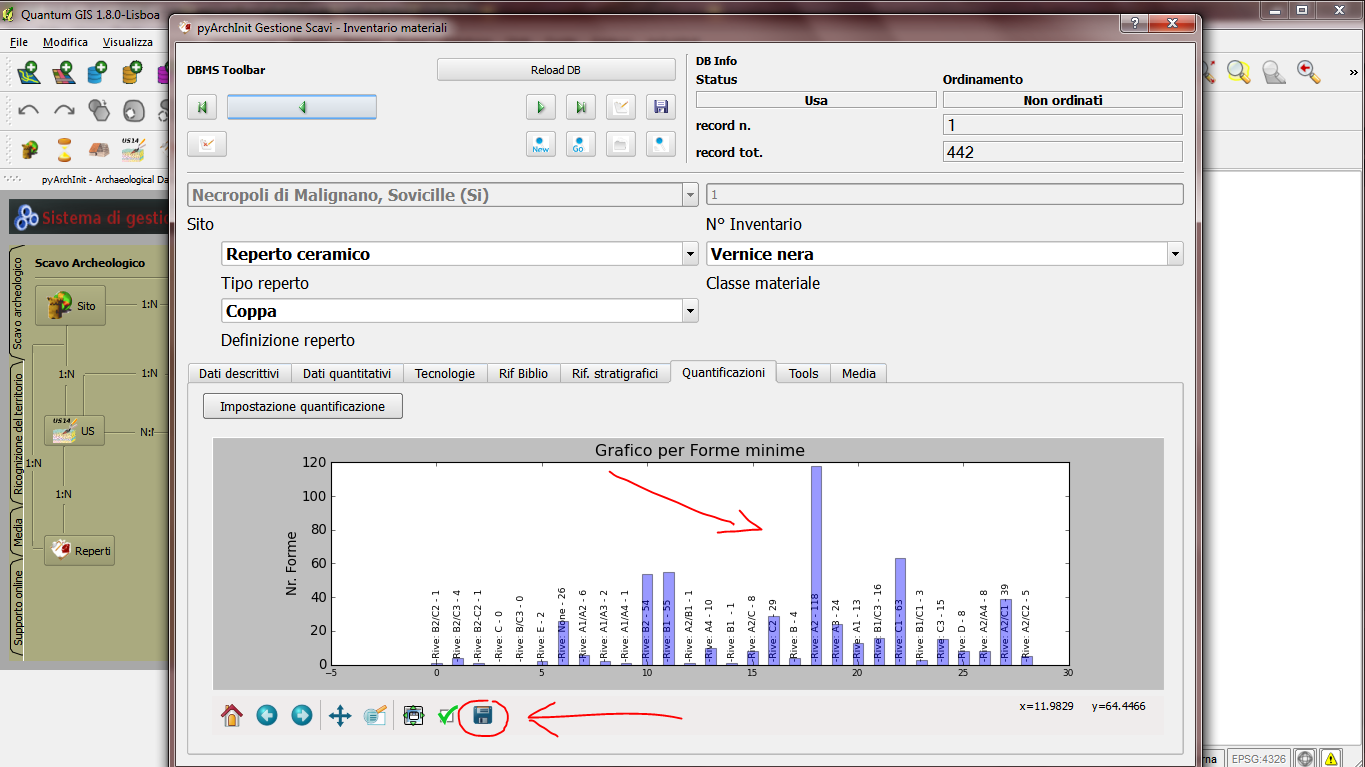 Quantum GIS 1.8.0-Lisboa
File Modifica Visualizza
»
US14
pyArchInit - Archaeological Da
Sistema di gesti
Scavo archeologico
Ricognizione del territorio
Media
Supporto online
Scavo Archeologico
Sito
1:N
1:N
1:N
US14
US
N:
1:N
1:N
Reperti
pyArchInit Gestione Scavi - Inventario materiali
?
DBMS Toolbar
Reload DB
New
Go
DB Info
Status
Ordinamento
Usa
Non ordinati
record n.
1
record tot.
442
Necropoli di Malignano, Sovicille (Si)
1
Sito
N° Inventario
Reperto ceramico
Vernice nera
Tipo reperto
Classe materiale
Coppa
Definizione reperto
Dati descrittivi
Dati quantitativi
Tecnologie
Rif Biblio
Rif. stratigrafici
Quantificazioni
Tools
Media
Impostazione quantificazione
Grafico per Forme minime
Nr. Forme
120
100
80
60
40
20
0
-Rive: B2/C2 - 1
-Rive: B2/C3 - 4
-Rive: B2-C2 - 1
-Rive: C - 0
-Rive: B/C3 - 0
-Rive: E - 2
-Rive: None - 26
-Rive: A1/A2 - 6
-Rive: A1/A3 - 2
-Rive: A1/A4 - 1
-Rive: B2 - 54
-Rive: B1 - 55
-Rive: A2/B1 - 1
-Rive: A4 - 10
-Rive: B1 - 1
-Rive: A2/C - 8
-Rive: C2 - 29
-Rive: B - 4
-Rive: A2 - 118
-Rive: A3 - 24
-Rive: A1 - 13
-Rive: B1/C3 - 16
-Rive: C1 - 63
-Rive: B1/C1 - 3
-Rive: C3 - 15
-Rive: D - 8
-Rive: A2/A4 - 8
-Rive: A2/C1 - 39
-Rive: A2/C2 - 5
−5 0 5 10 15 20 25 30
x=11.9829 y=64.4466
rna
EPSG:4326